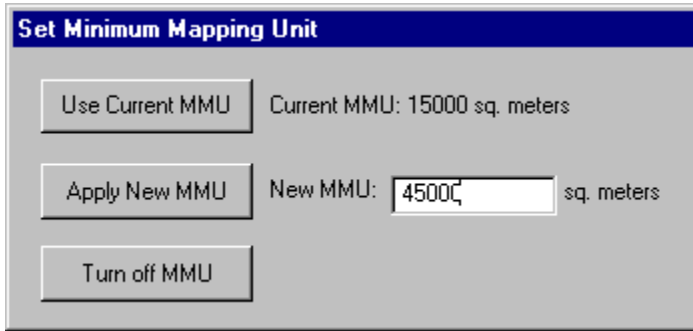 Set Minimum Mapping Unit
Use Current MMU Current MMU: 15000 sq. meters
Apply New MMU New MMU: 45000 sq. meters
Turn off MMU